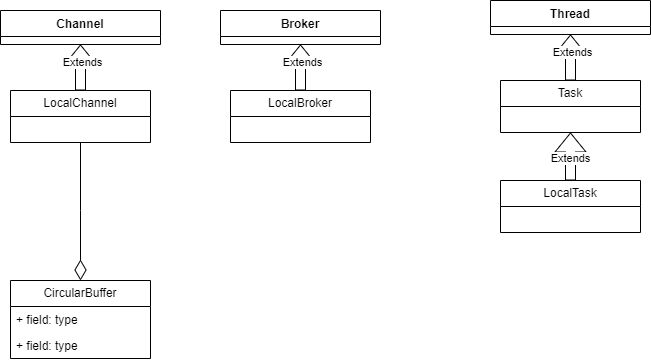 Channel
Extends
LocalChannel
CircularBuffer
+ field: type
+ field: type
Broker
Extends
LocalBroker
Thread
Extends
Task
Extends
LocalTask